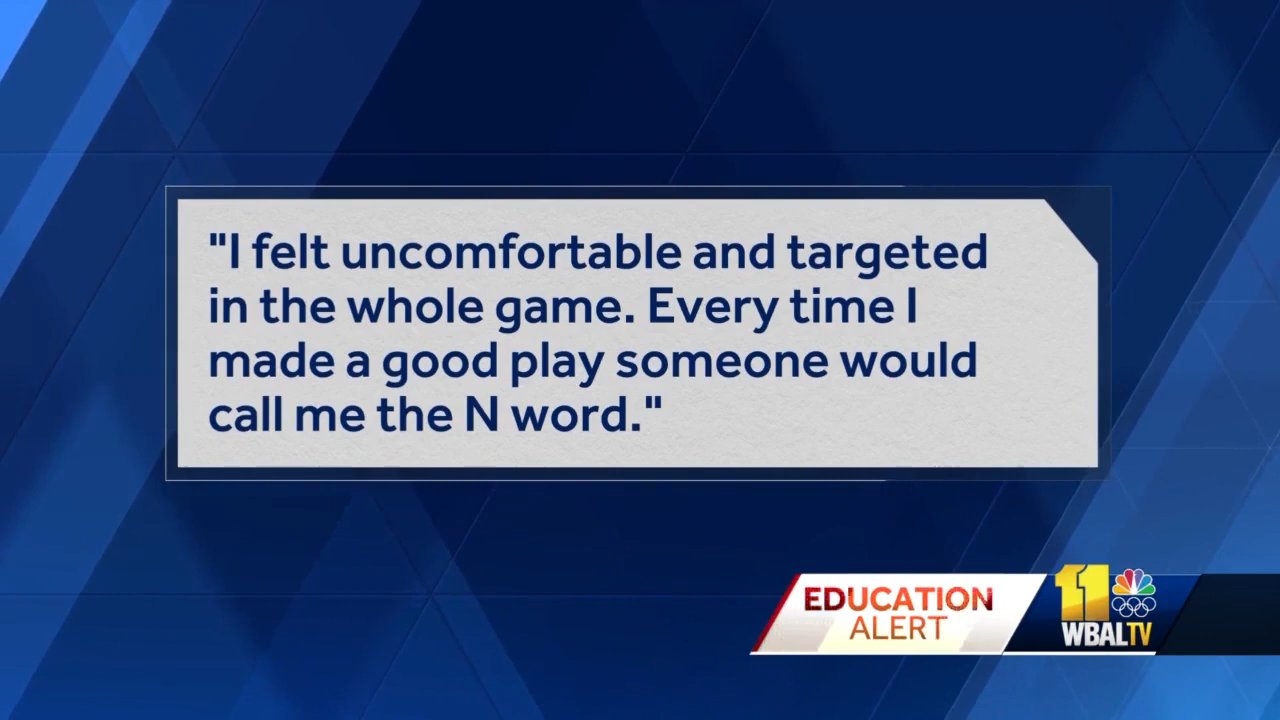 "I felt uncomfortable and targeted
in the whole game. Every time I
made a good play someone would
call me the N word."
EDUCATION
ALERT
11
WBALTV